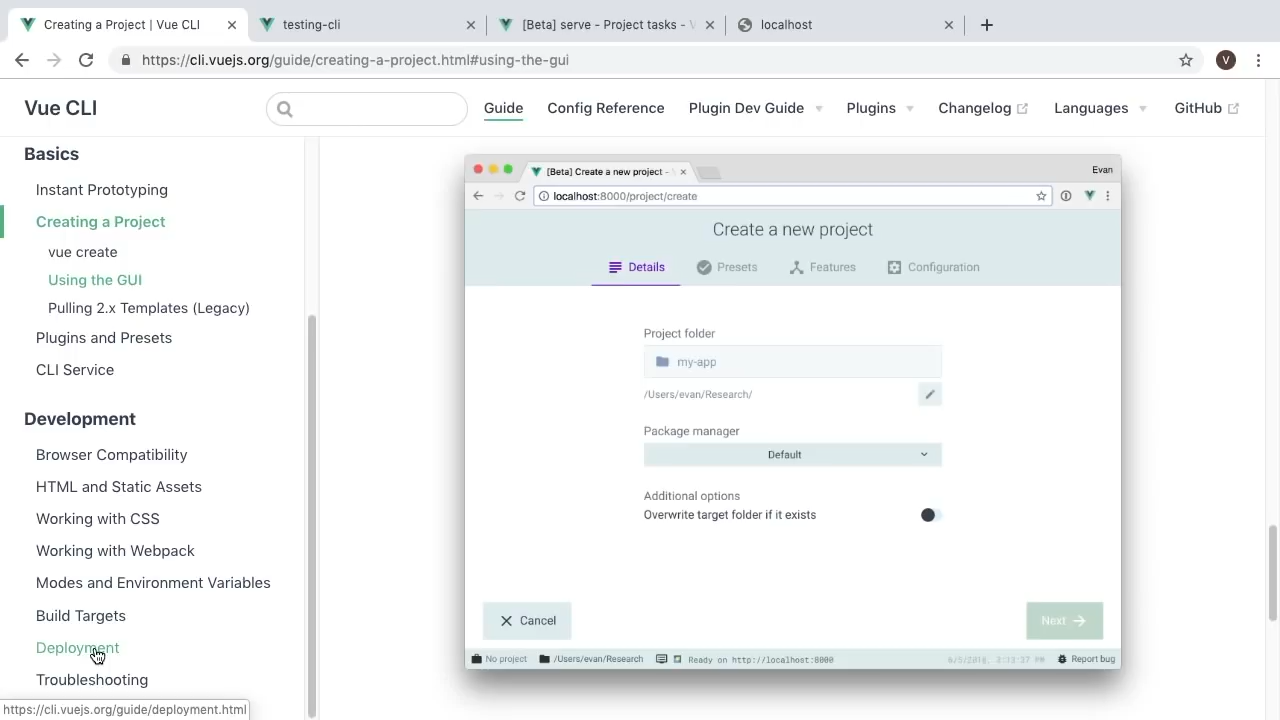 Creating a Project | Vue CLI
testing-cli
[Beta] serve - Project tasks - V
localhost
https://cli.vuejs.org/guide/creating-a-project.html#using-the-gui
V
Vue CLI
Guide
Config Reference
Plugin Dev Guide
Plugins
Changelog
Languages
GitHub
Basics
Instant Prototyping
Creating a Project
vue create
Using the GUI
Pulling 2.x Templates (Legacy)
Plugins and Presets
CLI Service
Development
Browser Compatibility
HTML and Static Assets
Working with CSS
Working with Webpack
Modes and Environment Variables
Build Targets
Deployment
Troubleshooting
https://cli.vuejs.org/guide/deployment.html
[Beta] Create a new project -
Evan
localhost:8000/project/create
Create a new project
Details
Presets
Features
Configuration
Project folder
my-app
/Users/evan/Research/
Package manager
Default
Additional options
Overwrite target folder if it exists
Cancel
Next
No project
/Users/evan/Research
Ready on http://localhost:8000
Report bug